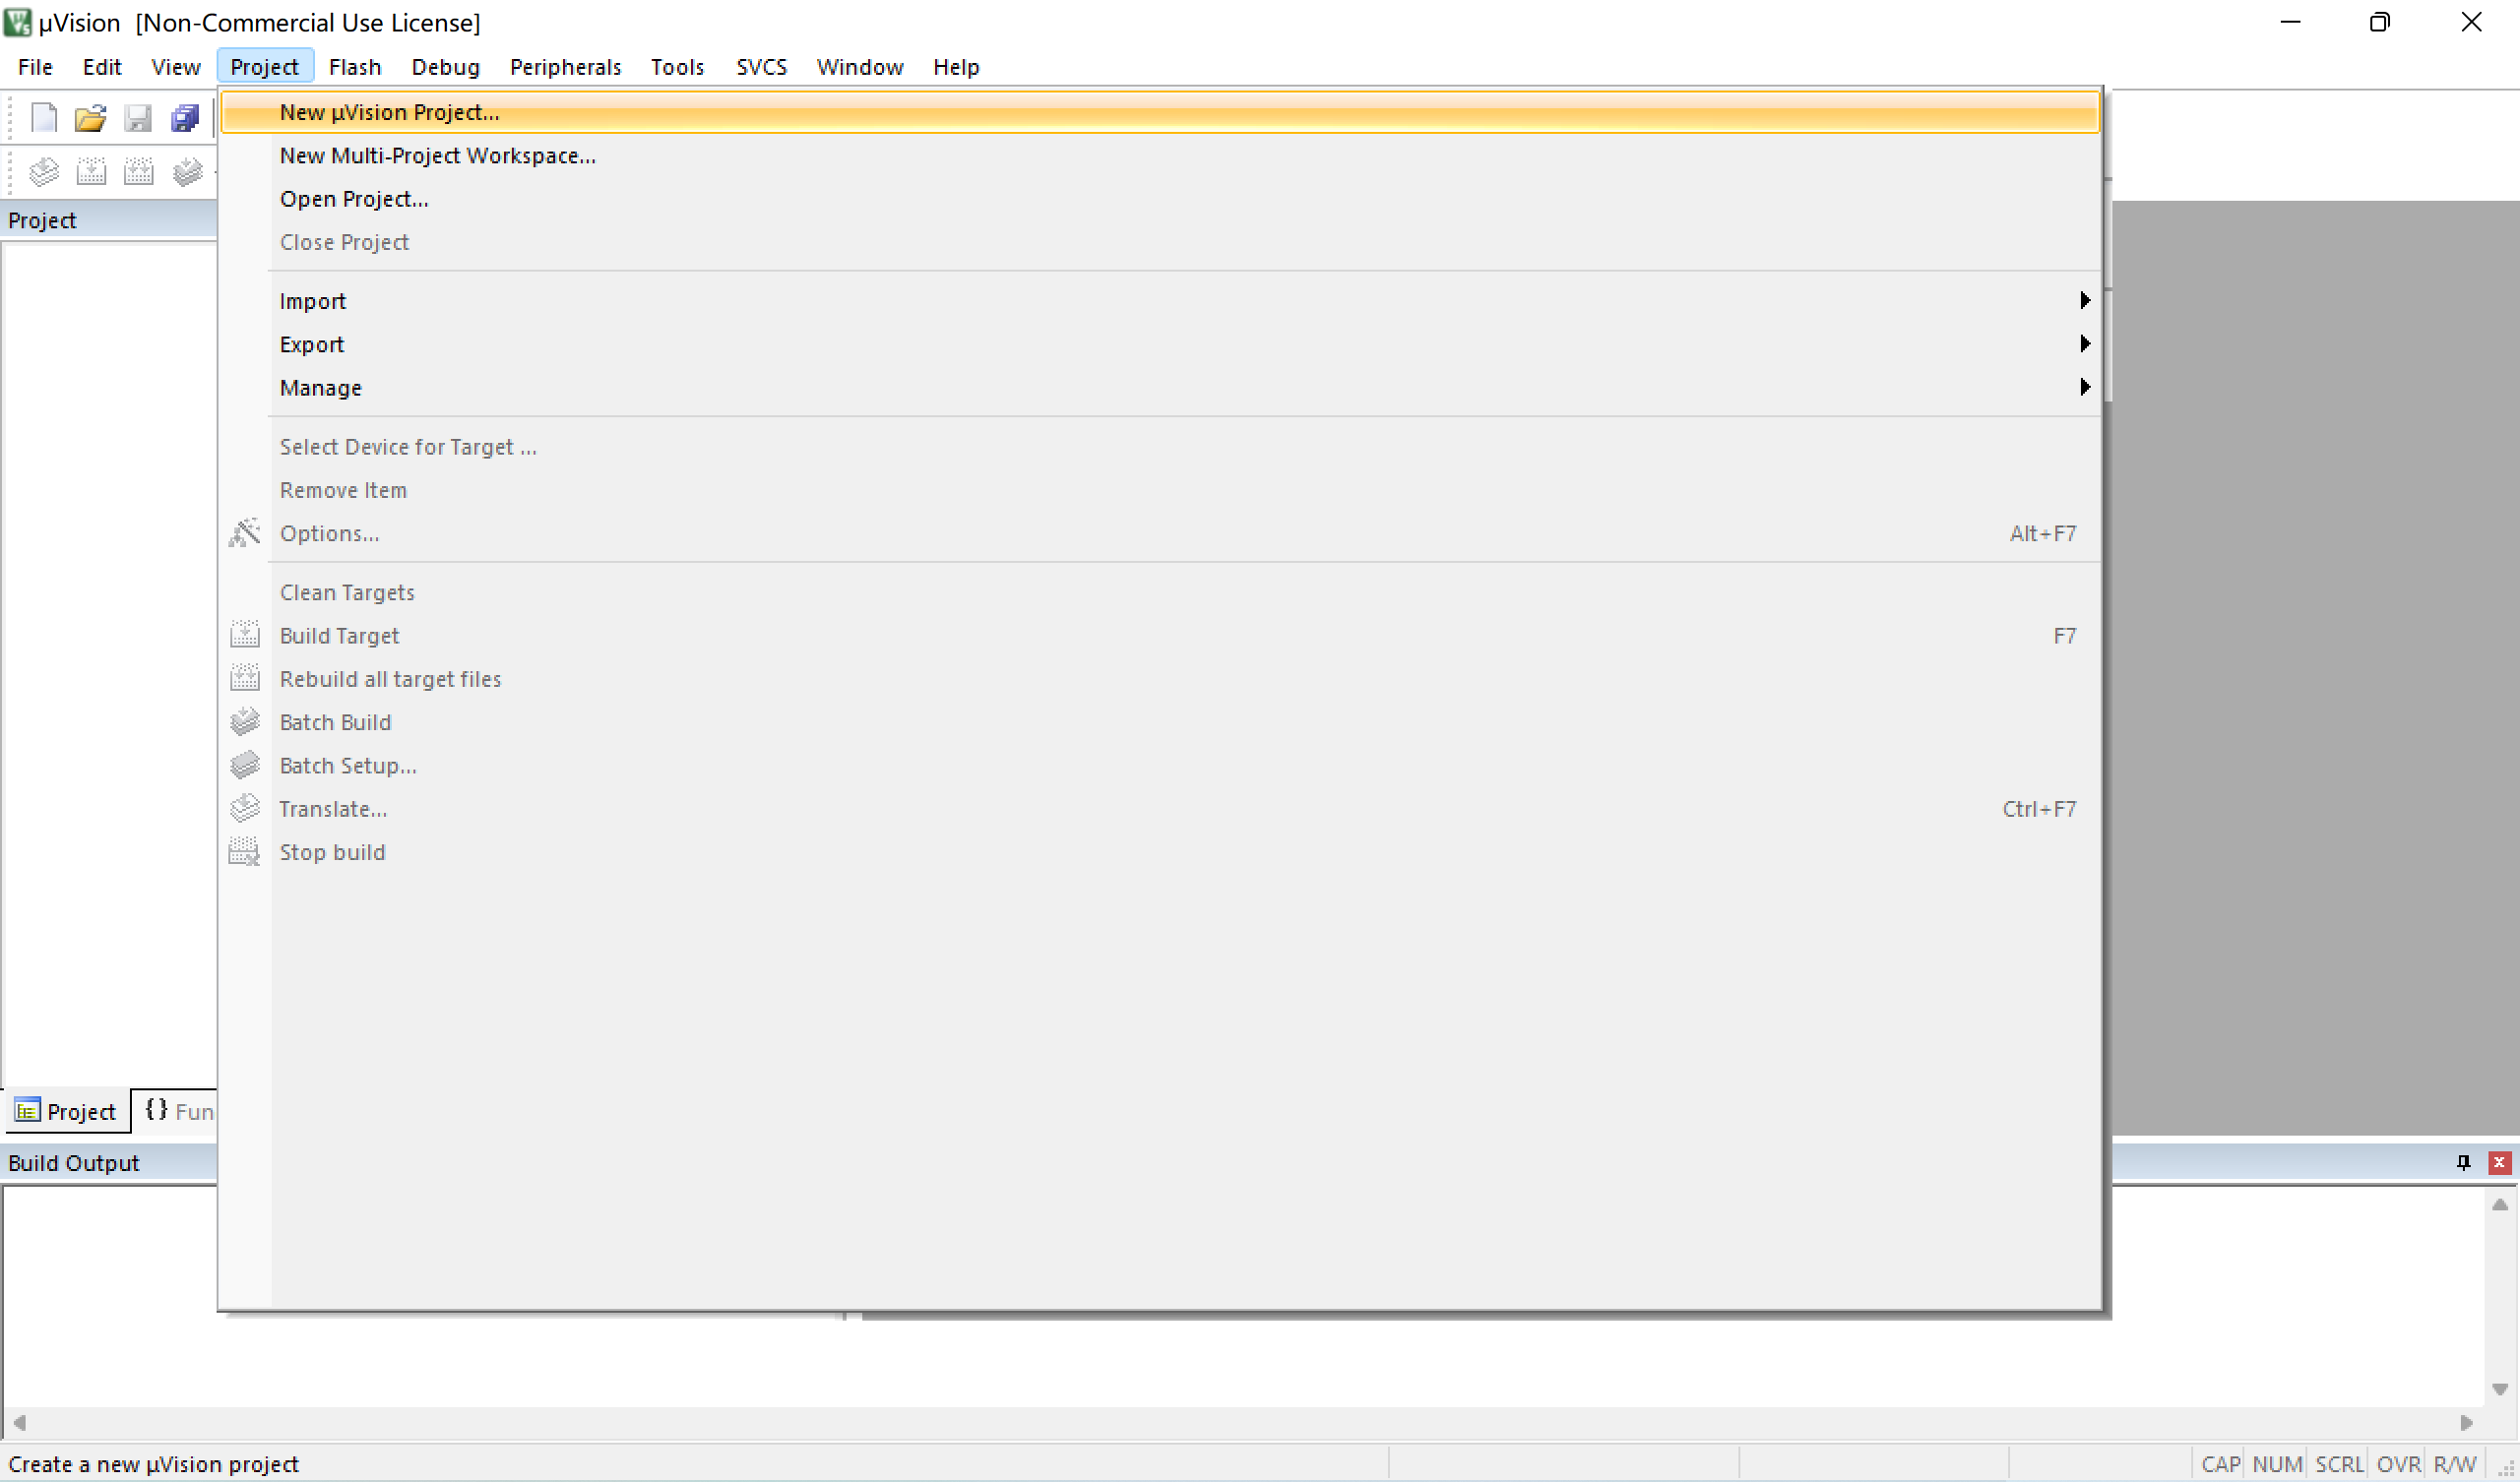 µVision [Non-Commercial Use License]
File Edit View Project Flash Debug Peripherals Tools SVCS Window Help
New µVision Project...
New Multi-Project Workspace...
Open Project...
Project
Close Project
Import
Export
Manage
Select Device for Target ...
Remove Item
Options... Alt+F7
Clean Targets
Build Target F7
Rebuild all target files
Batch Build
Batch Setup...
Translate... Ctrl+F7
Stop build
Project {} Fun
Build Output
Create a new µVision project CAP NUM SCRL OVR R/W